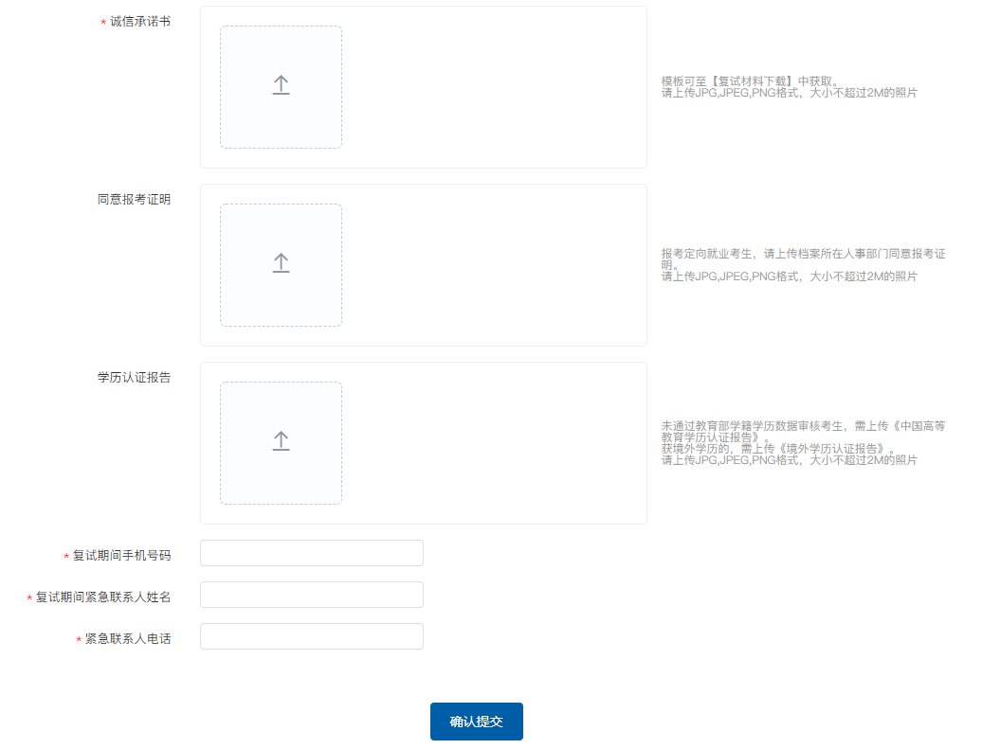 * 诚信承诺书
模板可至【复试材料下载】中获取。
请上传JPG,JPEG,PNG格式，大小不超过2M的照片
同意报考证明
报考定向就业考生，请上传档案所在人事部门同意报考证
明。
请上传JPG,JPEG,PNG格式，大小不超过2M的照片
学历认证报告
未通过教育部学籍学历数据审核考生，需上传《中国高等
教育学历认证报告》。
获境外学历的，需上传《境外学历认证报告》。
请上传JPG,JPEG,PNG格式，大小不超过2M的照片
* 复试期间手机号码
* 复试期间紧急联系人姓名
* 紧急联系人电话
确认提交